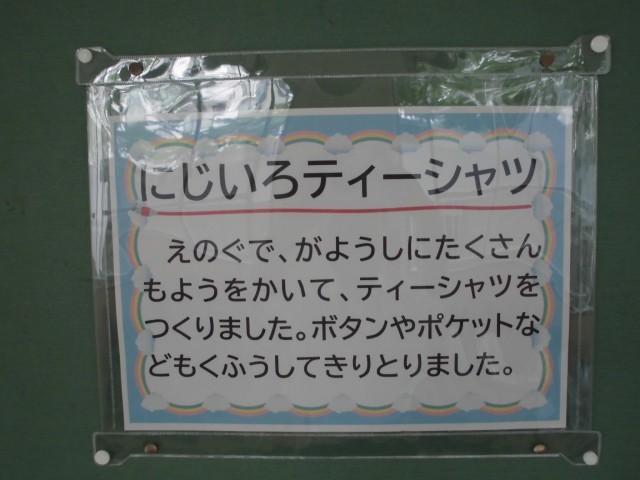 にじいろティーシャツ
えのぐで、がようしにたくさん
もようをかいて、ティーシャツを
つくりました。ボタンやポケットな
どもくふうしてきりとりました。